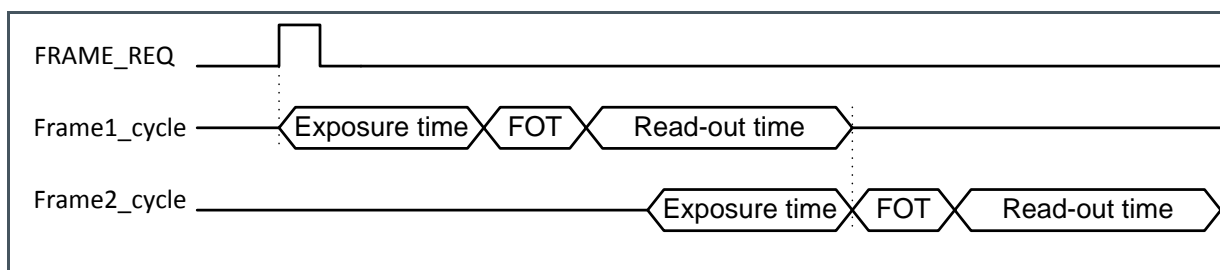 FRAME_REQ
Frame1_cycle Exposure time FOT Read-out time
Frame2_cycle Exposure time FOT Read-out time